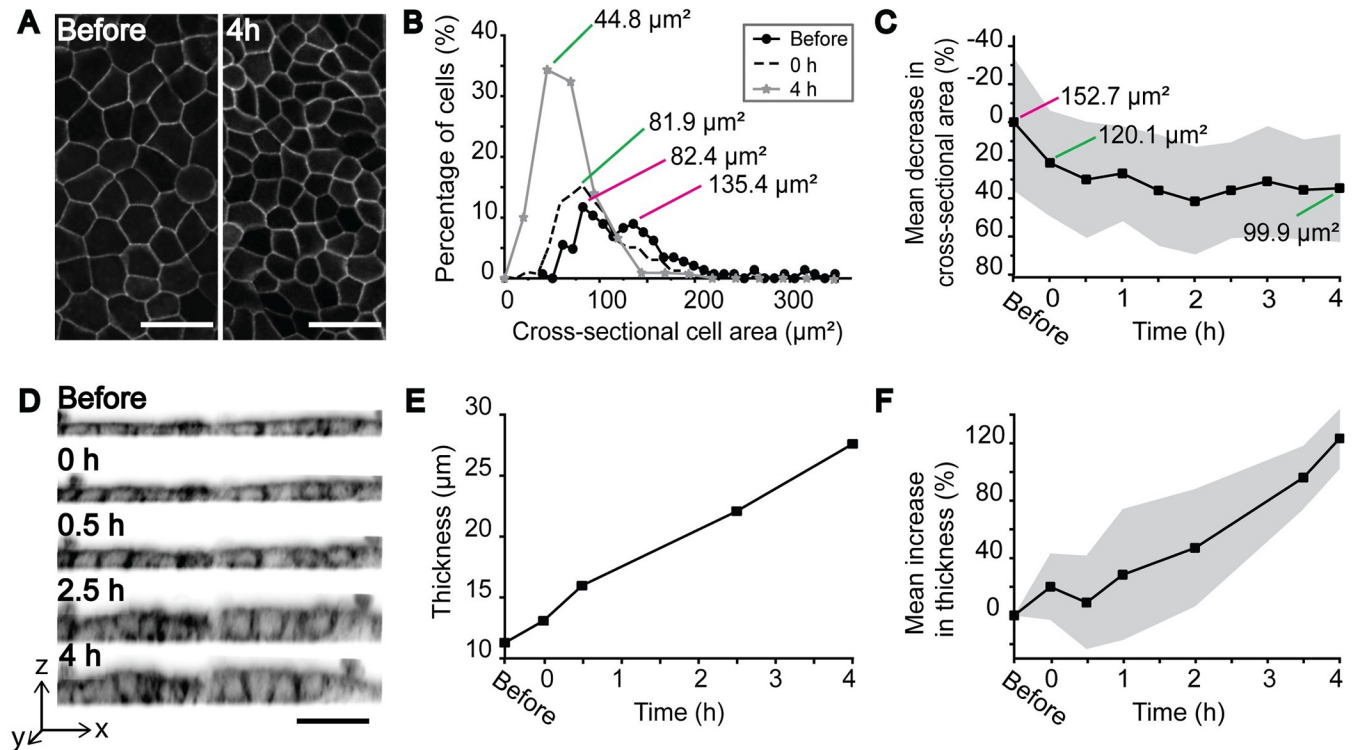 A
Before
4h
B
Percentage of cells (%)
40
30
20
10
0
44.8 µm²
81.9 µm²
82.4 µm²
135.4 µm²
Before
0 h
4 h
0 100 200 300
Cross-sectional cell area (µm²)
C
Mean decrease in
cross-sectional area (%)
-40
-20
0
20
40
60
80
152.7 µm²
120.1 µm²
99.9 µm²
Before
0 1 2 3 4
Time (h)
D
Before
0 h
0.5 h
2.5 h
4 h
z
y
x
E
Thickness (µm)
30
25
20
15
10
Before
0 1 2 3 4
Time (h)
F
Mean increase
in thickness (%)
120
80
40
0
Before
0 1 2 3 4
Time (h)